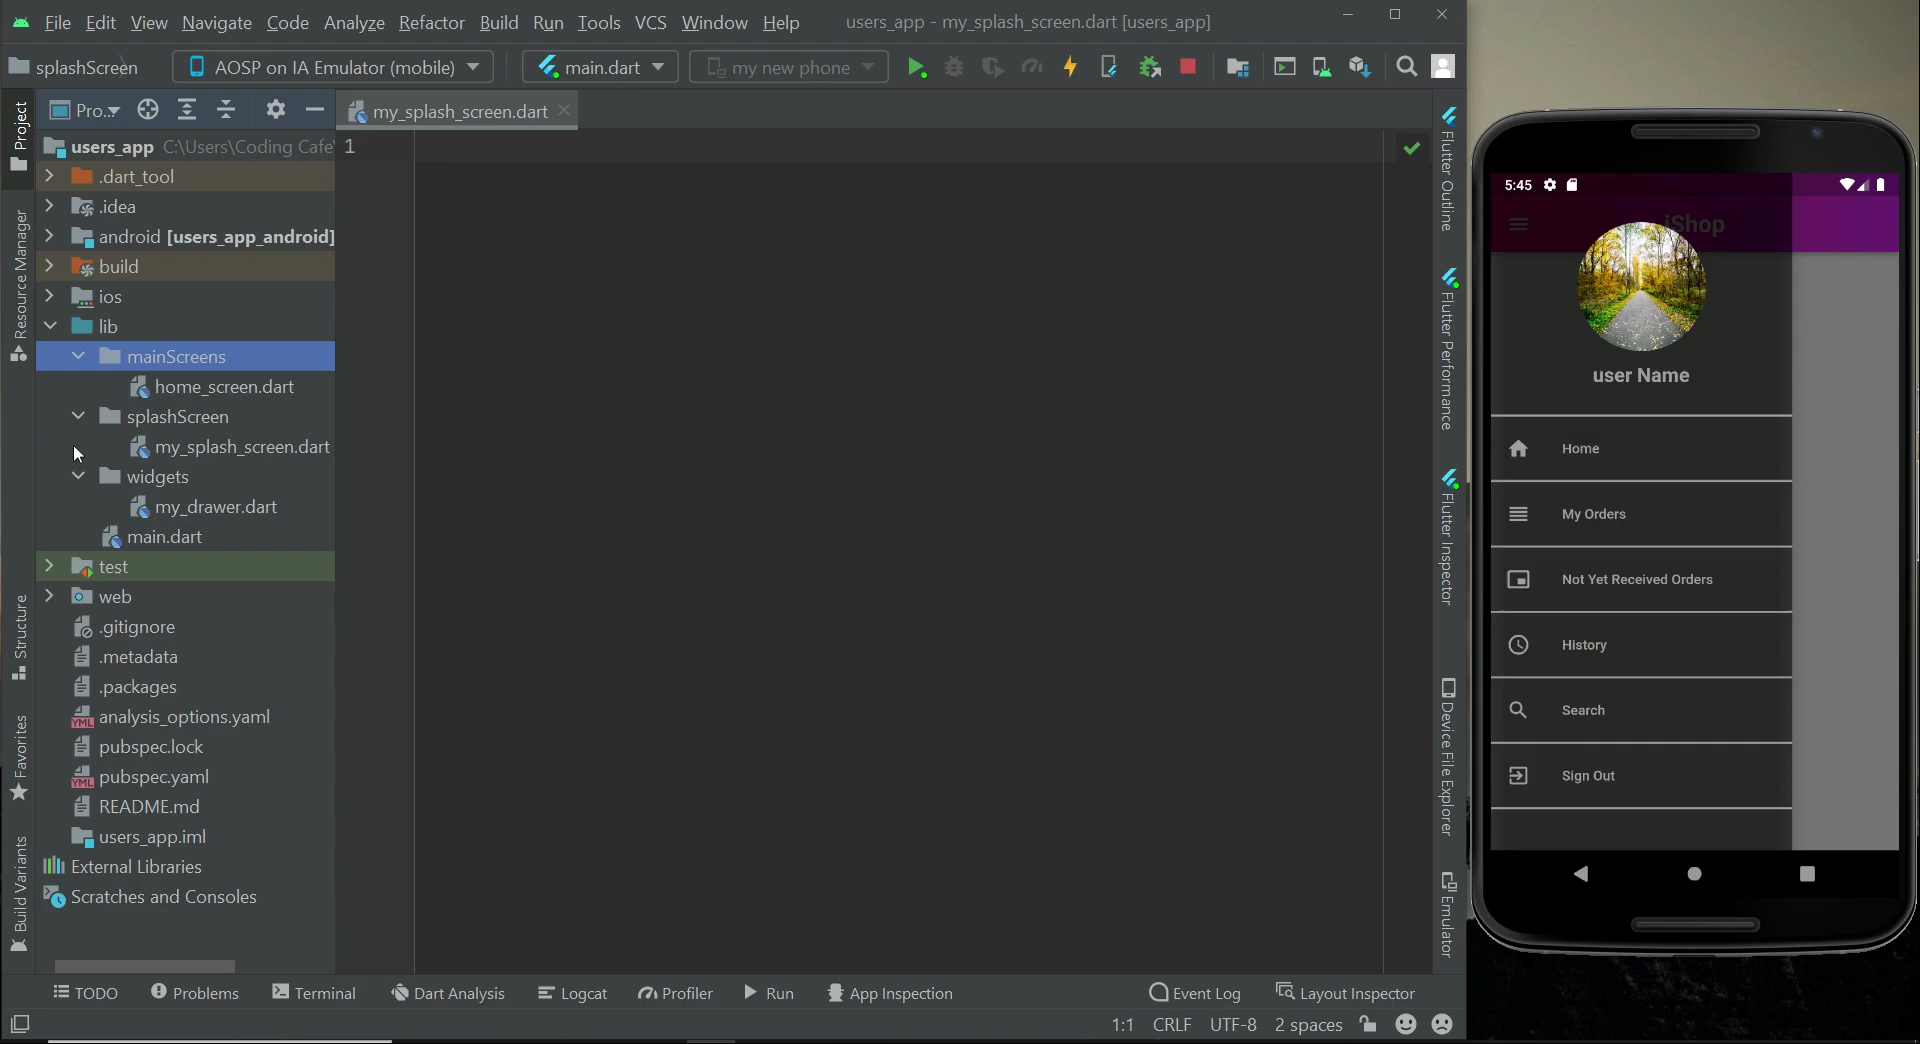 File Edit View Navigate Code Analyze Refactor Build Run Tools VCS Window Help users_app - my_splash_screen.dart [users_app]
splashScreen AOSP on IA Emulator (mobile) main.dart my new phone
Pro... my_splash_screen.dart
users_app C:\Users\Coding Cafe
1
.dart_tool
.idea
android [users_app_android]
build
ios
lib
mainScreens
home_screen.dart
splashScreen
my_splash_screen.dart
widgets
my_drawer.dart
main.dart
test
web
.gitignore
.metadata
.packages
YML analysis_options.yaml
pubspec.lock
YML pubspec.yaml
README.md
users_app.iml
External Libraries
Scratches and Consoles
Project
Resource Manager
Structure
Favorites
Build Variants
Flutter Outline
Flutter Performance
Flutter Inspector
Device File Explorer
Emulator
TODO Problems Terminal Dart Analysis Logcat Profiler Run App Inspection Event Log Layout Inspector
1:1 CRLF UTF-8 2 spaces
5:45
iShop
user Name
Home
My Orders
Not Yet Received Orders
History
Search
Sign Out